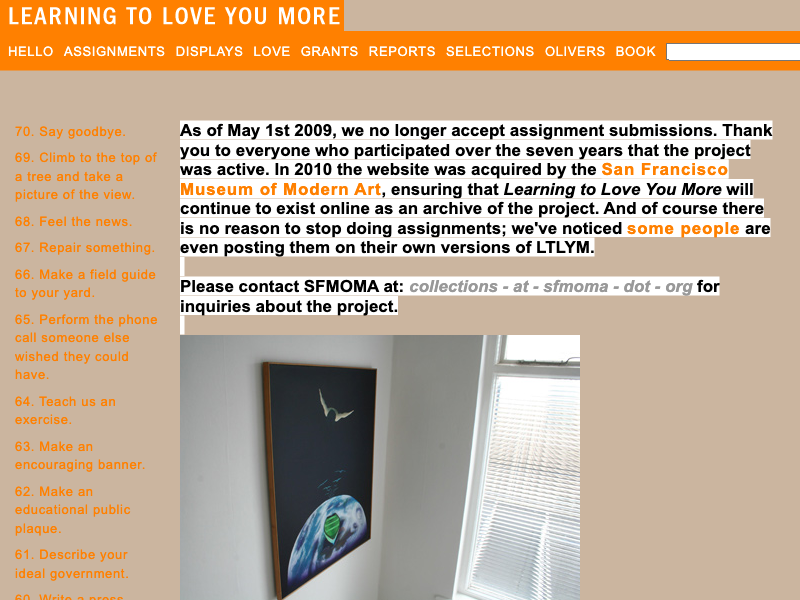 LEARNING TO LOVE YOU MORE
HELLO ASSIGNMENTS DISPLAYS LOVE GRANTS REPORTS SELECTIONS OLIVERS BOOK
70. Say goodbye.
69. Climb to the top of
a tree and take a
picture of the view.
68. Feel the news.
67. Repair something.
66. Make a field guide
to your yard.
65. Perform the phone
call someone else
wished they could
have.
64. Teach us an
exercise.
63. Make an
encouraging banner.
62. Make an
educational public
plaque.
61. Describe your
ideal government.
60. Write a press
As of May 1st 2009, we no longer accept assignment submissions. Thank
you to everyone who participated over the seven years that the project
was active. In 2010 the website was acquired by the San Francisco
Museum of Modern Art, ensuring that Learning to Love You More will
continue to exist online as an archive of the project. And of course there
is no reason to stop doing assignments; we've noticed some people are
even posting them on their own versions of LTLYM.
Please contact SFMOMA at: collections - at - sfmoma - dot - org for
inquiries about the project.